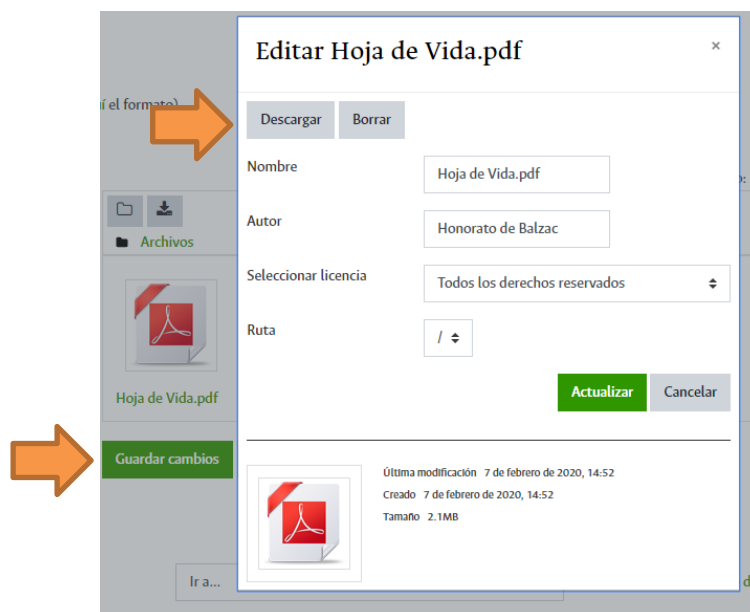 Editar Hoja de Vida.pdf
×
í el formato)
Descargar Borrar
Nombre Hoja de Vida.pdf
Autor Honorato de Balzac
Archivos
Seleccionar licencia Todos los derechos reservados
Ruta /
Actualizar Cancelar
Hoja de Vida.pdf
Guardar cambios
Última modificación 7 de febrero de 2020, 14:52
Creado 7 de febrero de 2020, 14:52
Tamaño 2.1MB
Ir a...
d